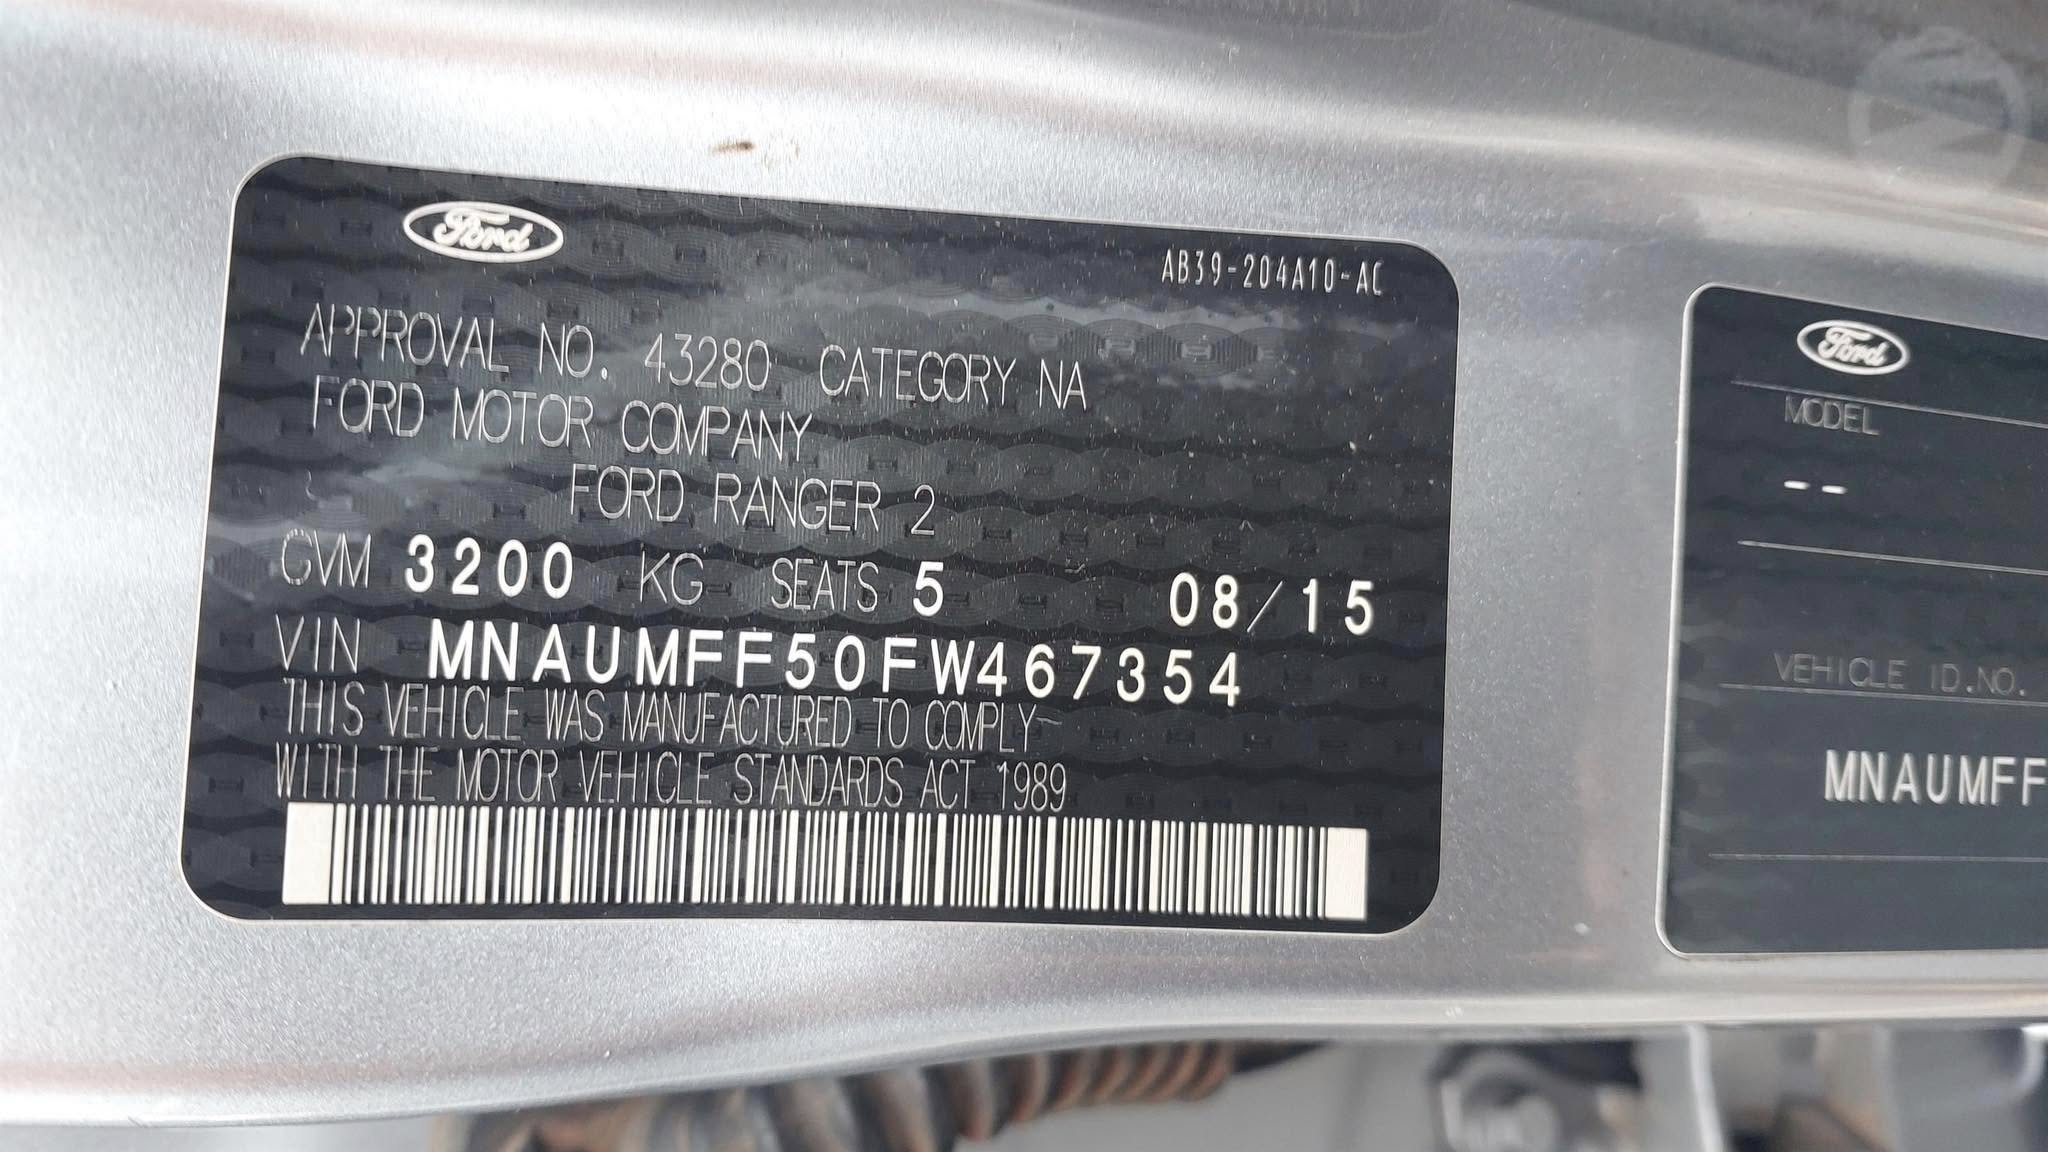 Ford
AB39-204A10-AC
APPROVAL NO. 43280 CATEGORY NA
FORD MOTOR COMPANY
FORD RANGER 2
GVM 3200 KG SEATS 5 08/15
VIN MNAUMFF50FW467354
THIS VEHICLE WAS MANUFACTURED TO COMPLY
WITH THE MOTOR VEHICLE STANDARDS ACT 1989
Ford
MODEL
--
VEHICLE ID.NO.
MNAUMFF